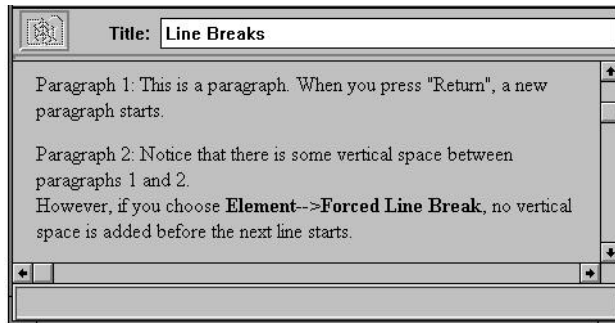 Title: Line Breaks
Paragraph 1: This is a paragraph. When you press "Return", a new
paragraph starts.
Paragraph 2: Notice that there is some vertical space between
paragraphs 1 and 2.
However, if you choose Element-->Forced Line Break, no vertical
space is added before the next line starts.